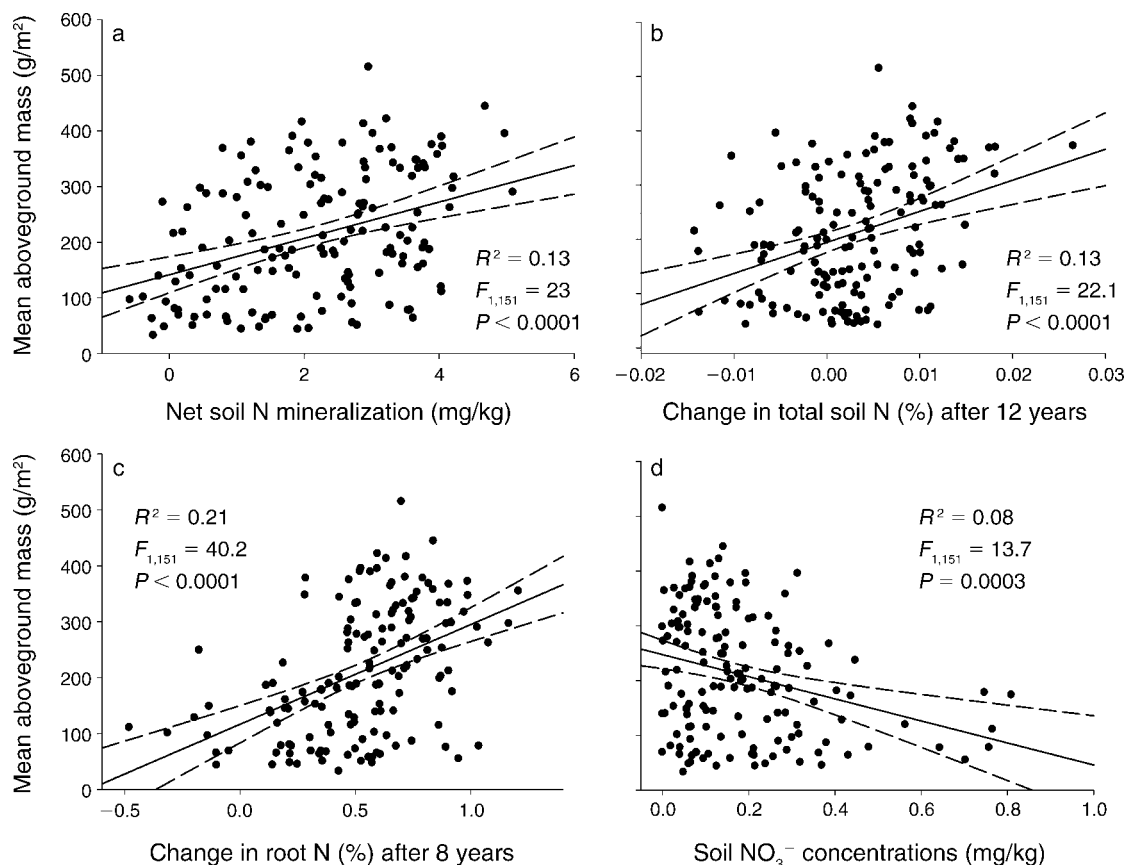 Mean aboveground mass (g/m²)
600
500
400
300
200
100
0
a
R² = 0.13
F₁,₁₅₁ = 23
P < 0.0001
0
2
4
6
Net soil N mineralization (mg/kg)
b
R² = 0.13
F₁,₁₅₁ = 22.1
P < 0.0001
−0.02
−0.01
0.00
0.01
0.02
0.03
Change in total soil N (%) after 12 years
Mean aboveground mass (g/m²)
600
500
400
300
200
100
0
c
R² = 0.21
F₁,₁₅₁ = 40.2
P < 0.0001
−0.5
0.0
0.5
1.0
Change in root N (%) after 8 years
d
R² = 0.08
F₁,₁₅₁ = 13.7
P = 0.0003
0.0
0.2
0.4
0.6
0.8
1.0
Soil NO₃⁻ concentrations (mg/kg)